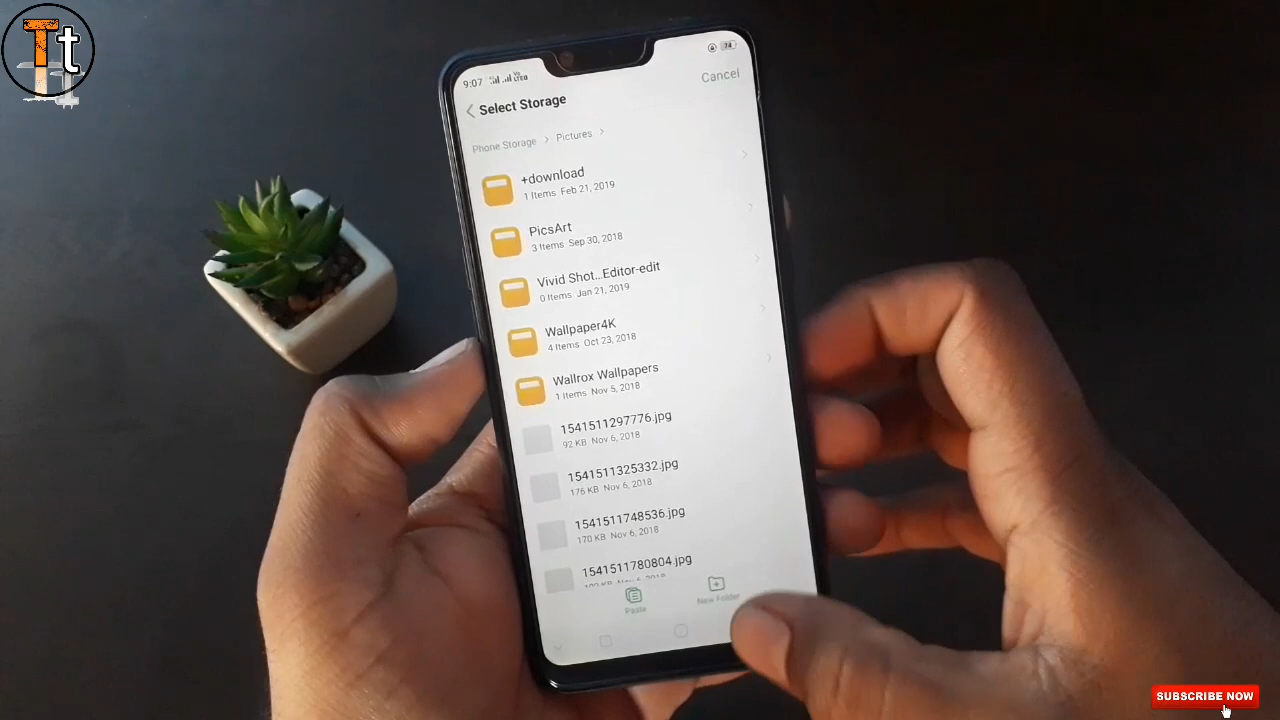 Tt
9:07
74
Cancel
Select Storage
Phone Storage > Pictures >
+download
1 Items Feb 21, 2019
PicsArt
3 Items Sep 30, 2018
Vivid Shot...Editor-edit
0 Items Jan 21, 2019
Wallpaper4K
4 Items Oct 23, 2018
Wallrox Wallpapers
1 Items Nov 5, 2018
1541511297776.jpg
92 KB Nov 6, 2018
1541511325332.jpg
176 KB Nov 6, 2018
1541511748536.jpg
170 KB Nov 6, 2018
1541511780804.jpg
Paste
New Folder
SUBSCRIBE NOW